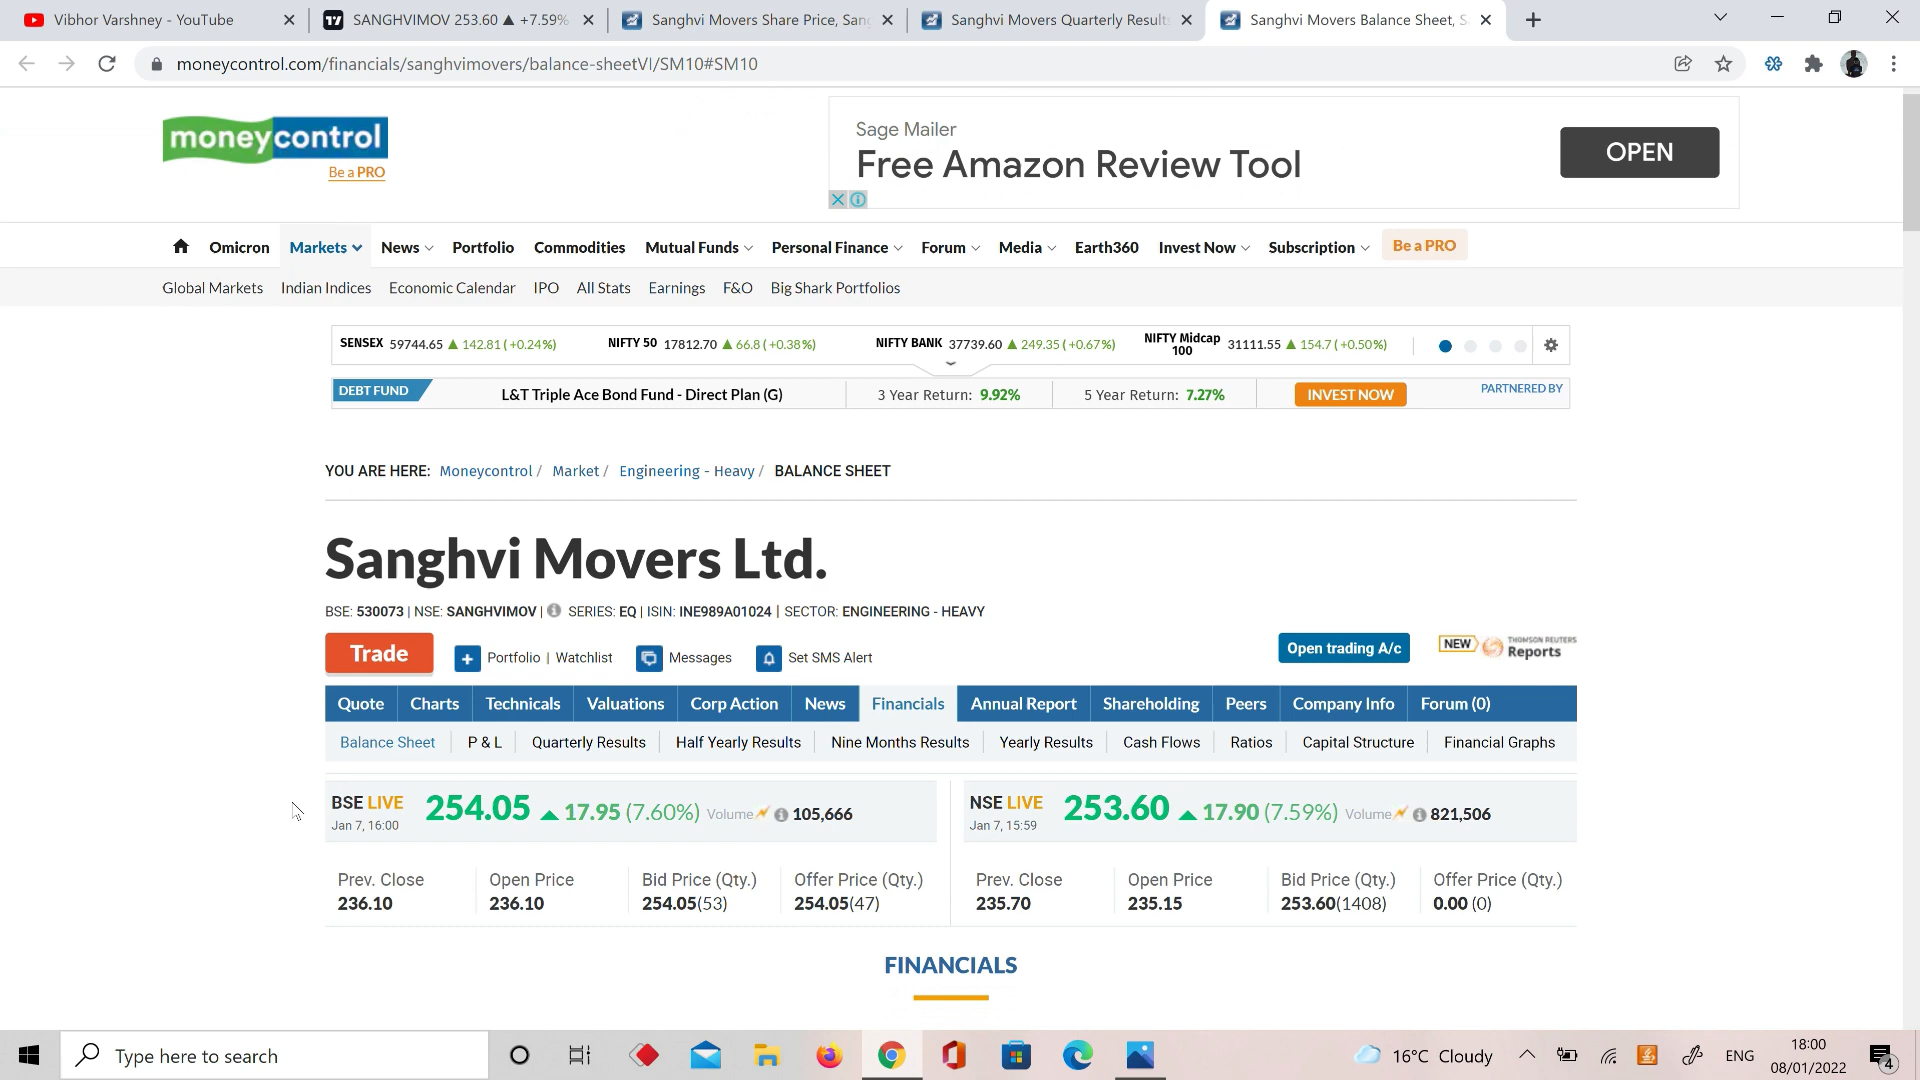 Vibhor Varshney - YouTube
SANGHVIMOV 253.60 ▲ +7.59%
Sanghvi Movers Share Price, San
Sanghvi Movers Quarterly Result
Sanghvi Movers Balance Sheet, S
moneycontrol.com/financials/sanghvimovers/balance-sheetVI/SM10#SM10
moneycontrol
Be a PRO
Sage Mailer
Free Amazon Review Tool
OPEN
Omicron Markets News Portfolio Commodities Mutual Funds Personal Finance Forum Media Earth360 Invest Now Subscription Be a PRO
Global Markets Indian Indices Economic Calendar IPO All Stats Earnings F&O Big Shark Portfolios
SENSEX 59744.65 ▲ 142.81 (+0.24%) NIFTY 50 17812.70 ▲ 66.8 (+0.38%) NIFTY BANK 37739.60 ▲ 249.35 (+0.67%) NIFTY Midcap 100 31111.55 ▲ 154.7 (+0.50%)
DEBT FUND L&T Triple Ace Bond Fund - Direct Plan (G) 3 Year Return: 9.92% 5 Year Return: 7.27% INVEST NOW PARTNERED BY
YOU ARE HERE: Moneycontrol / Market / Engineering - Heavy / BALANCE SHEET
Sanghvi Movers Ltd.
BSE: 530073 | NSE: SANGHVIMOV | SERIES: EQ | ISIN: INE989A01024 | SECTOR: ENGINEERING - HEAVY
Trade Portfolio | Watchlist Messages Set SMS Alert Open trading A/c NEW THOMSON REUTERS Reports
Quote Charts Technicals Valuations Corp Action News Financials Annual Report Shareholding Peers Company Info Forum (0)
Balance Sheet P & L Quarterly Results Half Yearly Results Nine Months Results Yearly Results Cash Flows Ratios Capital Structure Financial Graphs
BSE LIVE 254.05 ▲ 17.95 (7.60%) Volume 105,666
Jan 7, 16:00
NSE LIVE 253.60 ▲ 17.90 (7.59%) Volume 821,506
Jan 7, 15:59
Prev. Close Open Price Bid Price (Qty.) Offer Price (Qty.)
236.10 236.10 254.05(53) 254.05(47)
Prev. Close Open Price Bid Price (Qty.) Offer Price (Qty.)
235.70 235.15 253.60(1408) 0.00 (0)
FINANCIALS
Type here to search
16°C Cloudy
ENG
18:00
08/01/2022
4